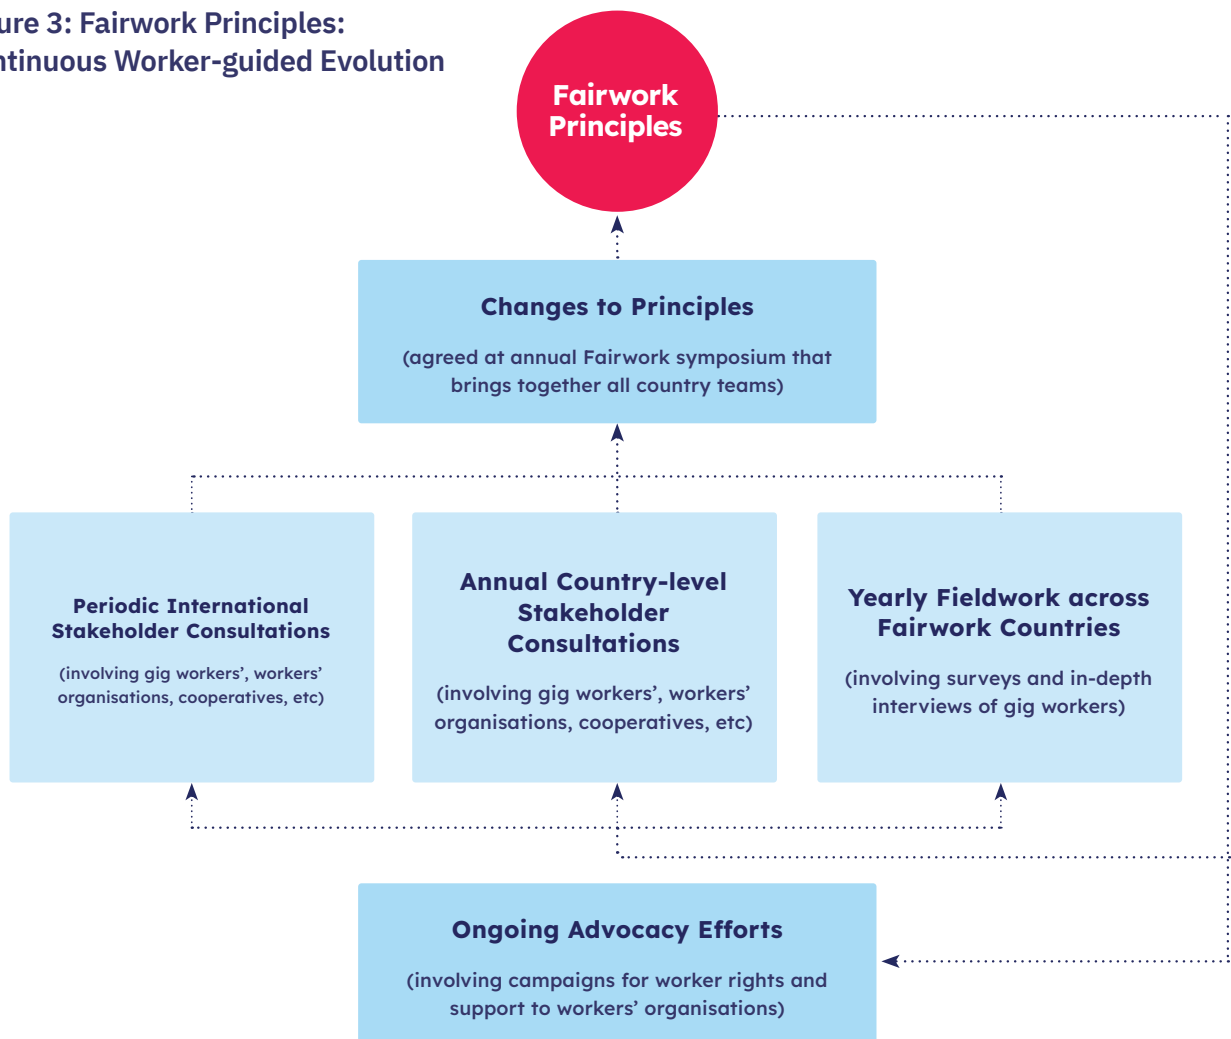 ure 3: Fairwork Principles:
ntinuous Worker-guided Evolution
Fairwork
Principles
Changes to Principles
(agreed at annual Fairwork symposium that
brings together all country teams)
Periodic International
Stakeholder Consultations
(involving gig workers’, workers’
organisations, cooperatives, etc)
Annual Country-level
Stakeholder
Consultations
(involving gig workers’, workers’
organisations, cooperatives, etc)
Yearly Fieldwork across
Fairwork Countries
(involving surveys and in-depth
interviews of gig workers)
Ongoing Advocacy Efforts
(involving campaigns for worker rights and
support to workers’ organisations)